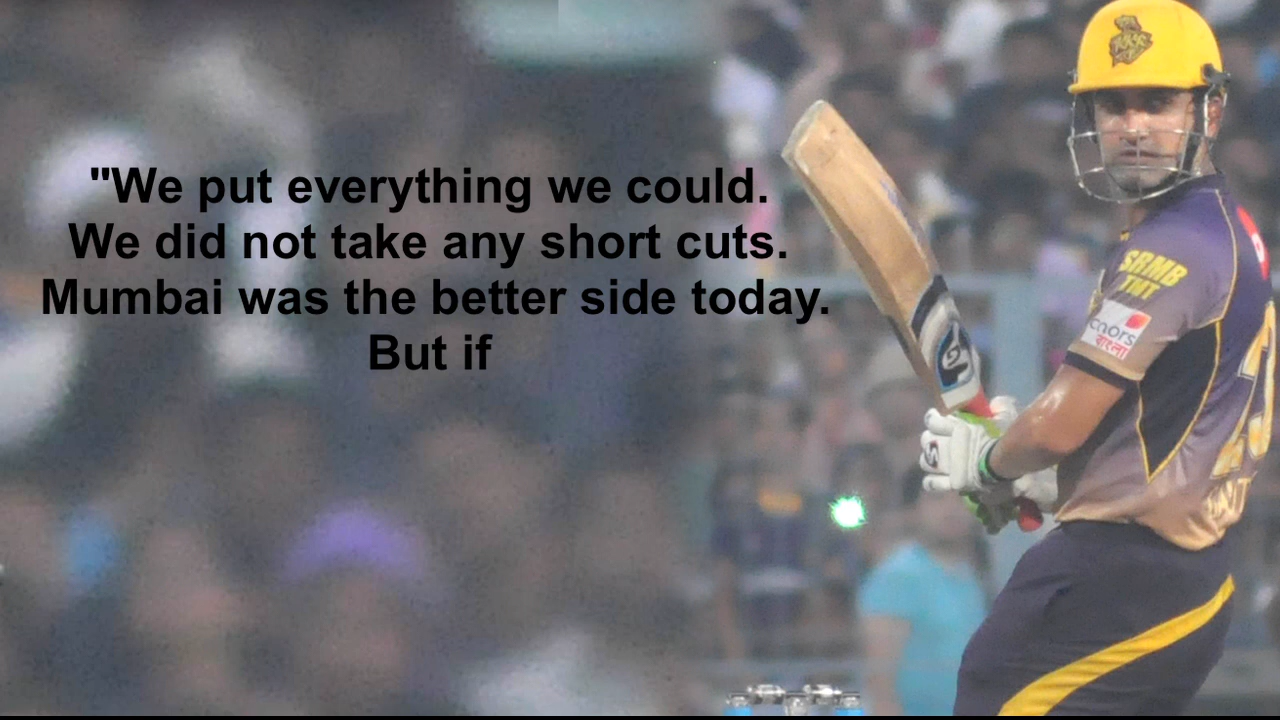 "We put everything we could.
We did not take any short cuts.
Mumbai was the better side today.
But if
SRMB
TMT
colors
বাংলা